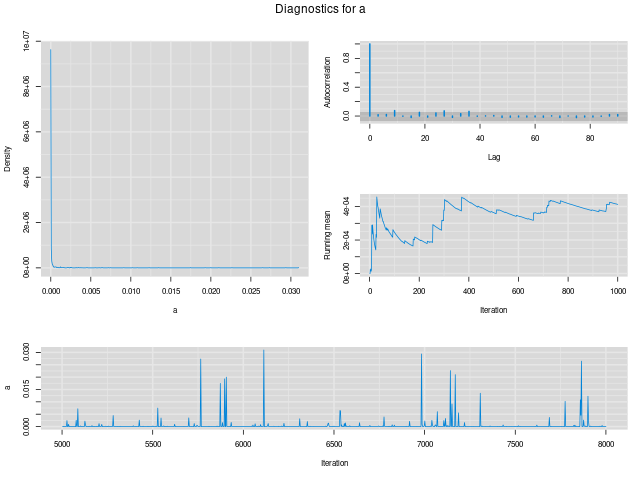 Diagnostics for a
Density
0e+00 2e+06 4e+06 6e+06 8e+06 1e+07
0.000 0.005 0.010 0.015 0.020 0.025 0.030
a
Autocorrelation
0.0 0.4 0.8
0 20 40 60 80
Lag
Running mean
0e+00 2e-04 4e-04
0 200 400 600 800 1000
Iteration
a
0.000 0.015 0.030
5000 5500 6000 6500 7000 7500 8000
Iteration